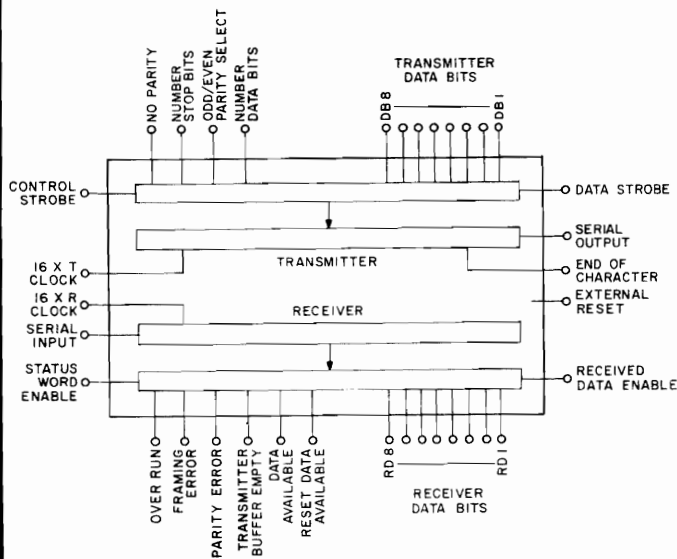 NO PARITY
NUMBER
STOP BITS
ODD/EVEN
PARITY SELECT
NUMBER
DATA BITS
TRANSMITTER
DATA BITS
DB8
DB1
CONTROL
STROBE
DATA STROBE
SERIAL
OUTPUT
TRANSMITTER
16 X T
CLOCK
END OF
CHARACTER
16 X R
CLOCK
RECEIVER
EXTERNAL
RESET
SERIAL
INPUT
STATUS
WORD
ENABLE
RECEIVED
DATA ENABLE
OVER RUN
FRAMING
ERROR
PARITY ERROR
TRANSMITTER
BUFFER EMPTY
DATA
AVAILABLE
RESET DATA
AVAILABLE
RD8
RD1
RECEIVER
DATA BITS